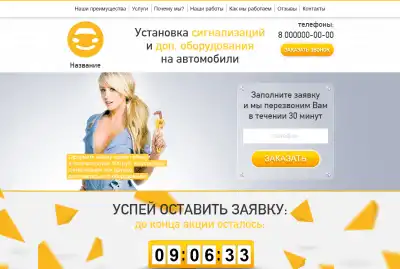 Наши преимущества
Услуги
Почему мы?
Наши работы
Как мы работаем
Отзывы
Контакты
Название
Установка сигнализаций
и доп. оборудования
на автомобили
телефоны:
8 000000-00-00
ЗАКАЗАТЬ ЗВОНОК
Заполните заявку
и мы перезвоним Вам
в течении 30 минут
телефон
ЗАКАЗАТЬ
УСПЕЙ ОСТАВИТЬ ЗАЯВКУ:
до конца акции осталось:
09:06:33